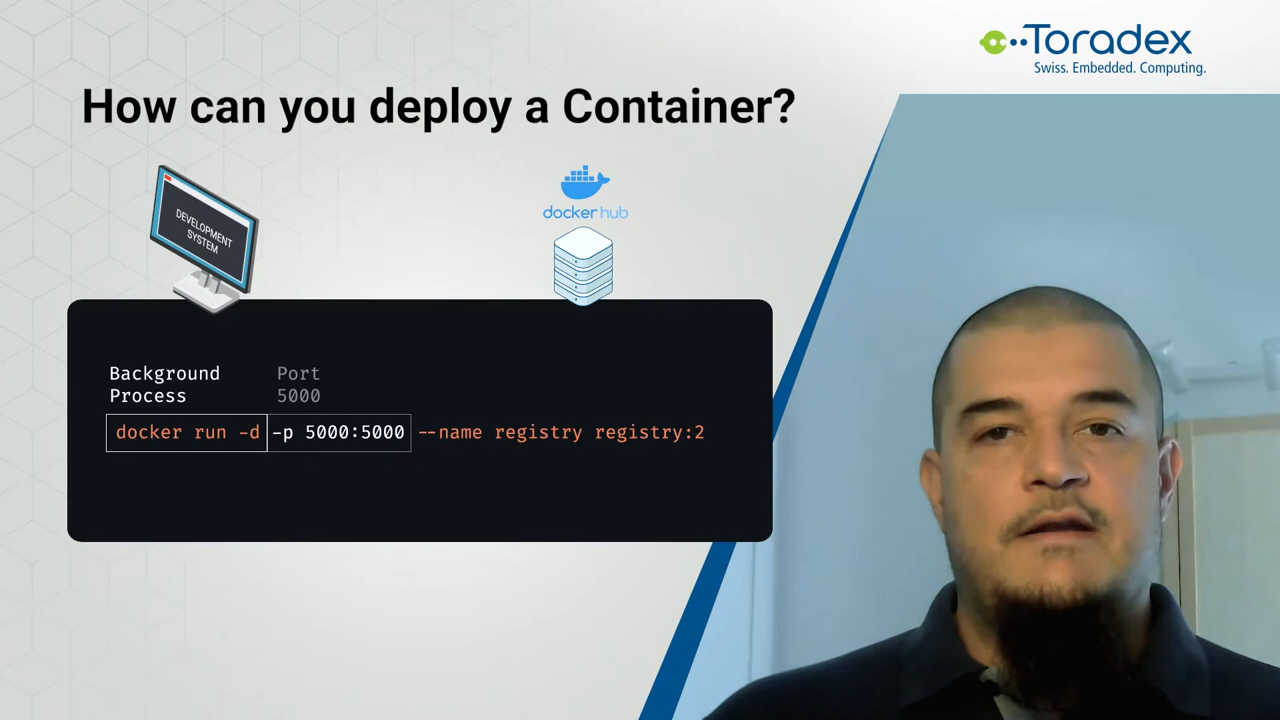 Toradex
Swiss. Embedded. Computing.
How can you deploy a Container?
DEVELOPMENT
SYSTEM
docker hub
Background
Process
Port
5000
docker run -d -p 5000:5000 --name registry registry:2